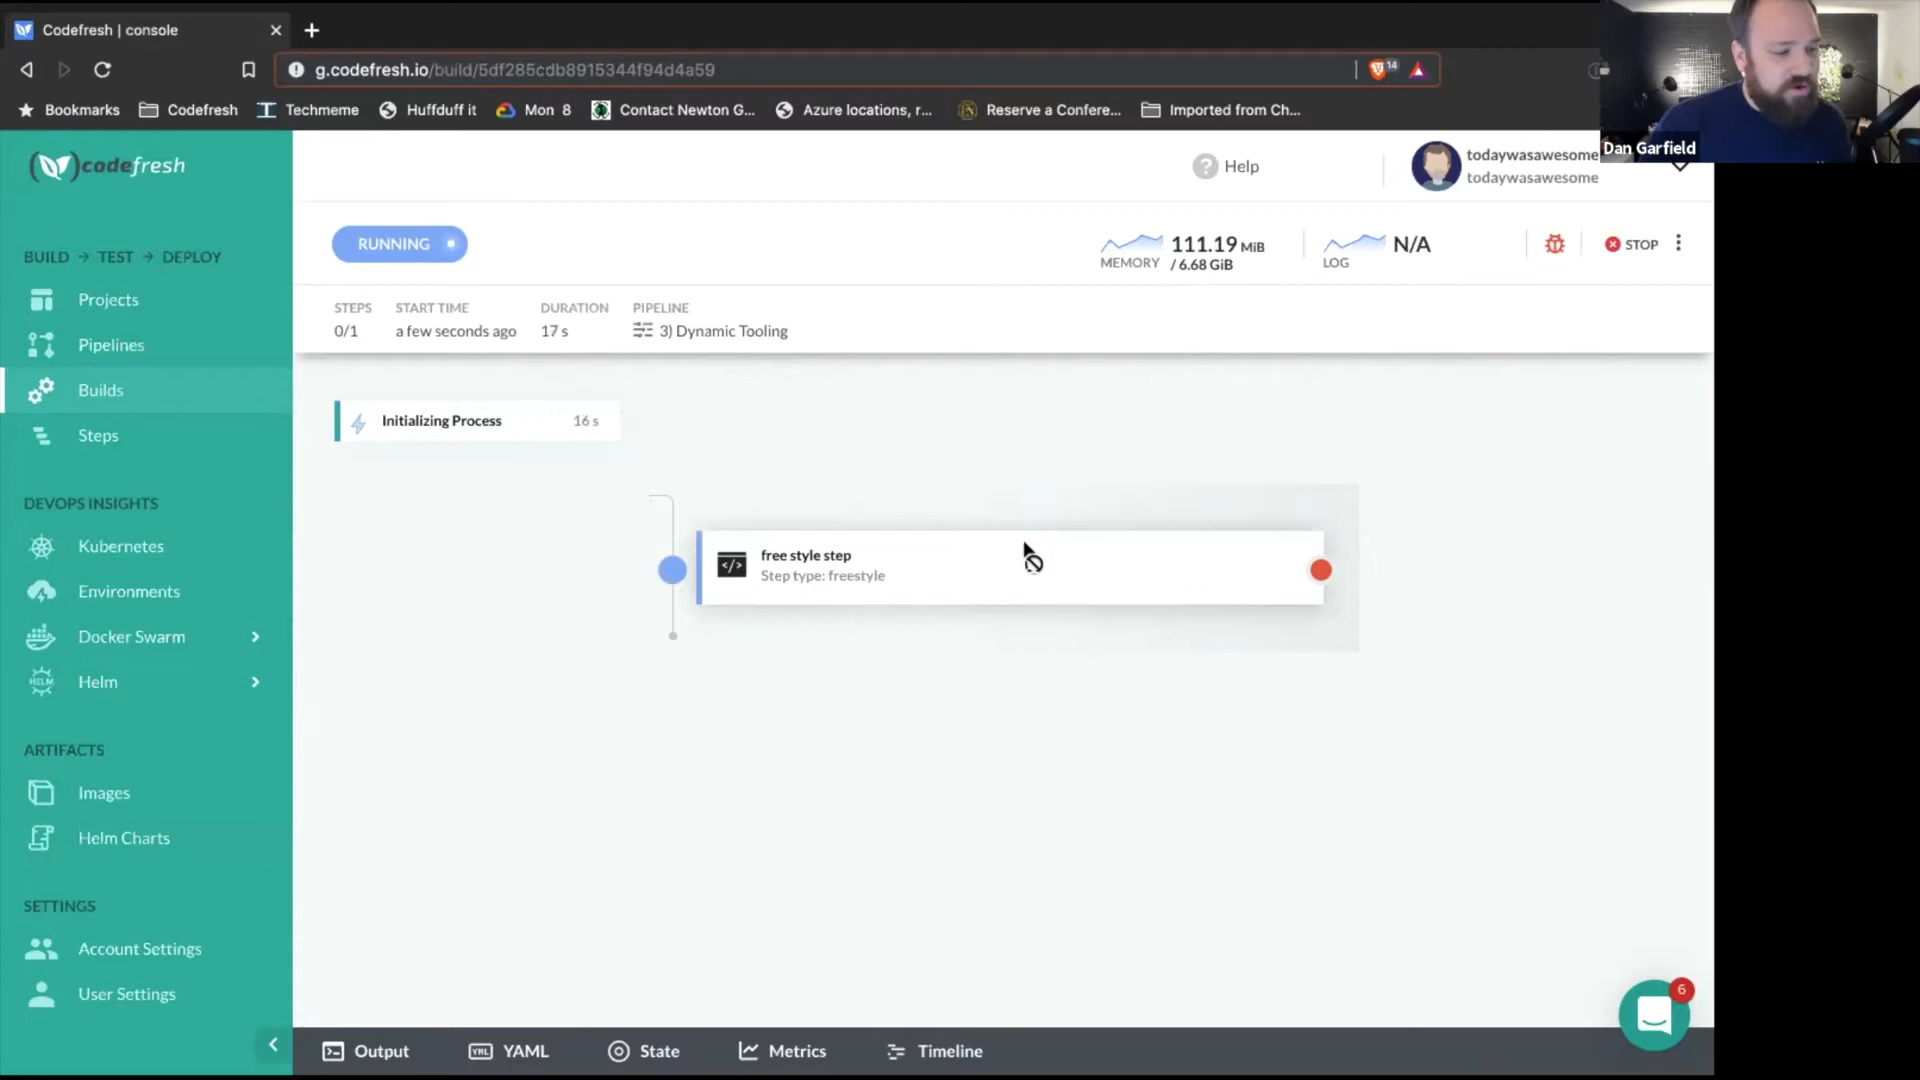 Codefresh | console
g.codefresh.io/build/5df285cdb8915344f94d4a59
14
Bookmarks
Codefresh
Techmeme
Huffduff it
Mon 8
Contact Newton G...
Azure locations, r...
Reserve a Confere...
Imported from Ch...
Dan Garfield
codefresh
Help
todaywasawesome
todaywasawesome
BUILD → TEST → DEPLOY
Projects
Pipelines
Builds
Steps
DEVOPS INSIGHTS
Kubernetes
Environments
Docker Swarm
HELM
Helm
ARTIFACTS
Images
Helm Charts
SETTINGS
Account Settings
User Settings
RUNNING
111.19 MiB
MEMORY / 6.68 GiB
N/A
LOG
STOP
STEPS
0/1
START TIME
a few seconds ago
DURATION
17 s
PIPELINE
3) Dynamic Tooling
Initializing Process 16 s
</>
free style step
Step type: freestyle
6
Output
YML
YAML
State
Metrics
Timeline